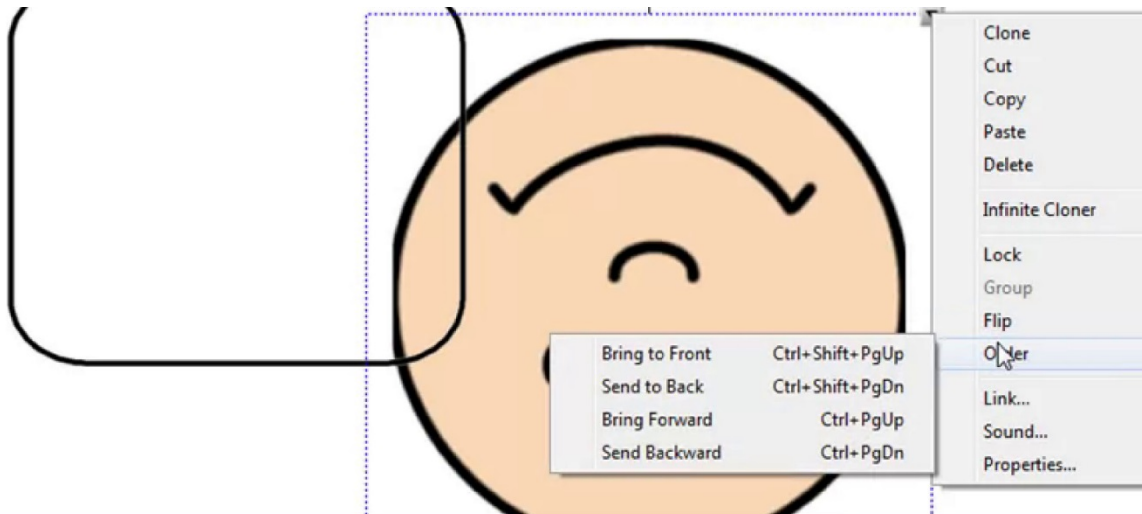 Clone
Cut
Copy
Paste
Delete
Infinite Cloner
Lock
Group
Flip
Order
Link...
Sound...
Properties...
Bring to Front Ctrl+Shift+PgUp
Send to Back Ctrl+Shift+PgDn
Bring Forward Ctrl+PgUp
Send Backward Ctrl+PgDn